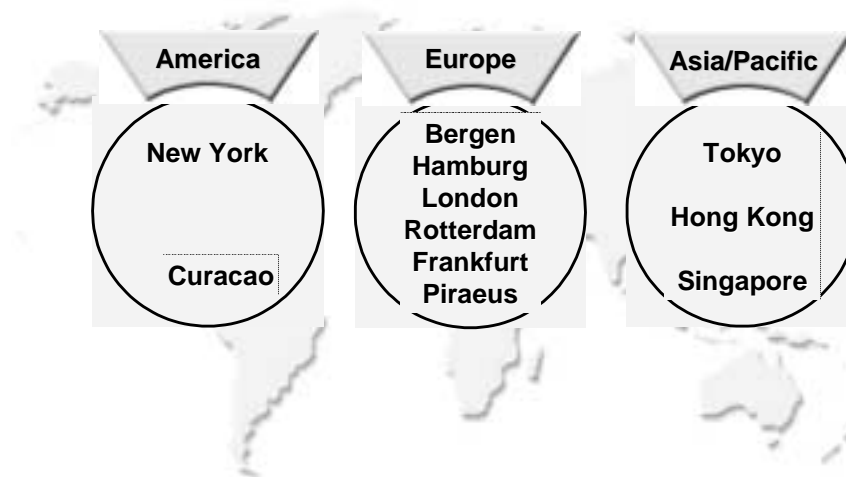 America
New York
Curacao
Europe
Bergen
Hamburg
London
Rotterdam
Frankfurt
Piraeus
Asia/Pacific
Tokyo
Hong Kong
Singapore